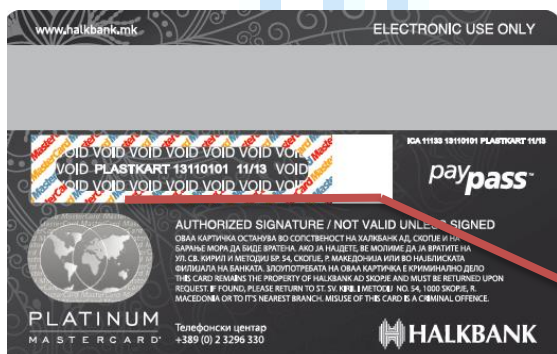 www.halkbank.mk
ELECTRONIC USE ONLY
VOID VOID VOID VOID VOID VOID
VOID PLASTKART 13110101 11/13 VOID
VOID VOID VOID VOID VOID VOID
ICA 11133 13110101 PLASTKART 11/13
paypass
AUTHORIZED SIGNATURE / NOT VALID UNLESS SIGNED
ОВАА КАРТИЧКА ОСТАНУВА ВО СОПСТВЕНОСТ НА ХАЛКБАНК АД, СКОПЈЕ И НА
БАРАЊЕ МОРА ДА БИДЕ ВРАТЕНА. АКО ЈА НАЈДЕТЕ, ВЕ МОЛИМЕ ДА ЈА ВРАТИТЕ НА
УЛ. СВ. КИРИЛ И МЕТОДИЈ БР. 54, СКОПЈЕ, Р. МАКЕДОНИЈА ИЛИ ВО НАЈБЛИСКАТА
ФИЛИЈАЛА НА БАНКАТА. ЗЛОУПОТРЕБАТА НА ОВАА КАРТИЧКА Е КРИМИНАЛНО ДЕЛО
THIS CARD REMAINS THE PROPERTY OF HALKBANK AD SKOPJE AND MUST BE RETURNED UPON
REQUEST. IF FOUND, PLEASE RETURN TO ST. SV. KIRIL I METODIJ NO. 54, 1000 SKOPJE, R.
MACEDONIA OR TO IT'S NEAREST BRANCH. MISUSE OF THIS CARD IS A CRIMINAL OFFENCE.
PLATINUM
MASTERCARD
Телефонски центар
+389 (0) 2 3296 330
HALKBANK